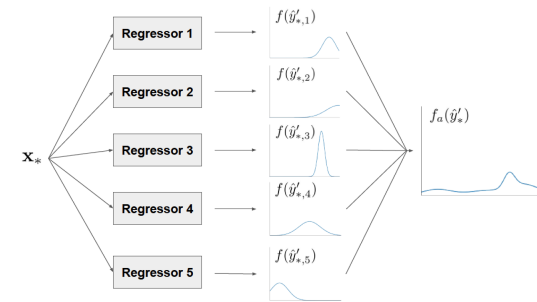 Regressor 1
f(ŷ′*,1)
Regressor 2
f(ŷ′*,2)
x*
Regressor 3
f(ŷ′*,3)
Regressor 4
f(ŷ′*,4)
Regressor 5
f(ŷ′*,5)
fa(ŷ′*)